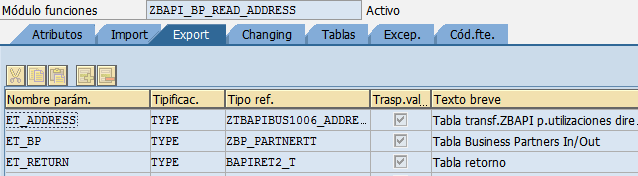 Módulo funciones ZBAPI_BP_READ_ADDRESS Activo
Atributos Import Export Changing Tablas Excep. Cód.fte.
Nombre parám. Tipificac. Tipo ref. Trasp.val... Texto breve
ET_ADDRESS TYPE ZTBAPIBUS1006_ADDRE... Tabla transf.ZBAPI p.utilizaciones dire...
ET_BP TYPE ZBP_PARTNERTT Tabla Business Partners In/Out
ET_RETURN TYPE BAPIRET2_T Tabla retorno